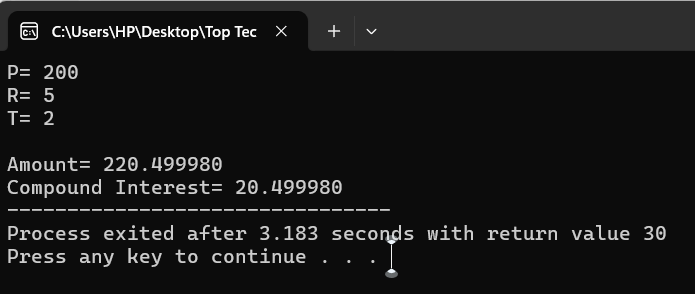 C:\Users\HP\Desktop\Top Tec
P= 200
R= 5
T= 2
Amount= 220.499980
Compound Interest= 20.499980
--------------------------------
Process exited after 3.183 seconds with return value 30
Press any key to continue . . .